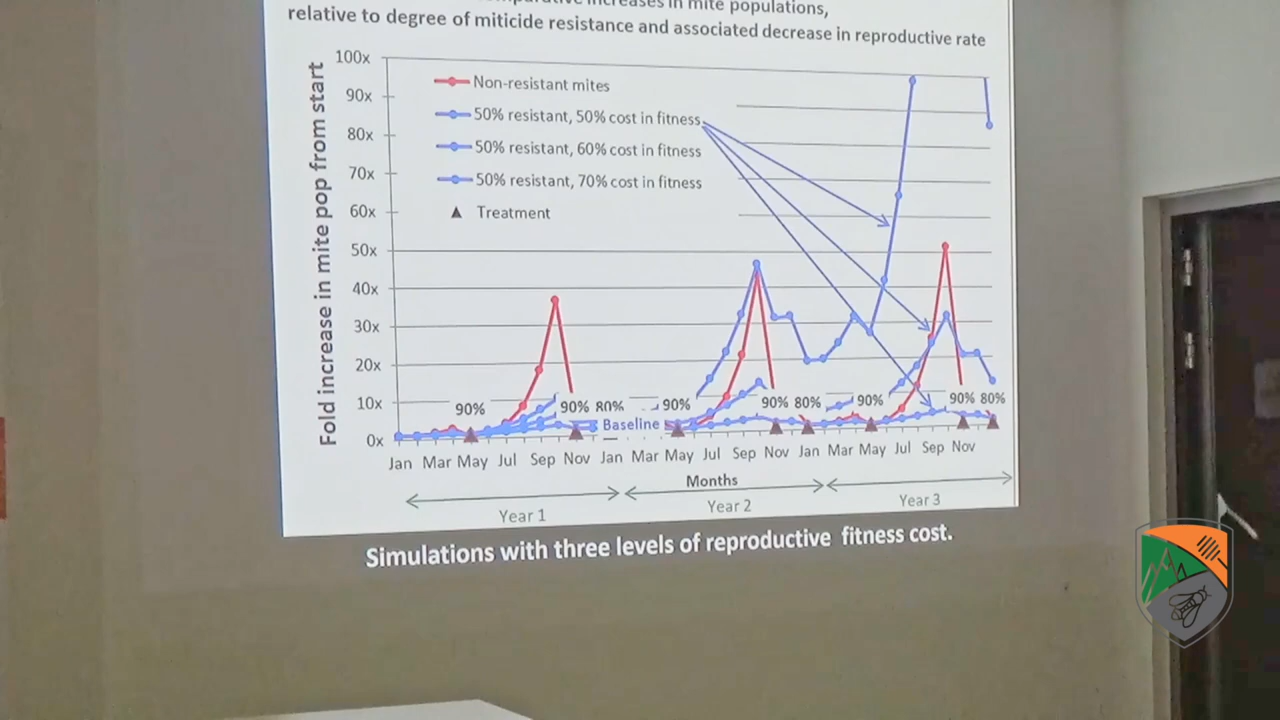 increases in mite populations,
relative to degree of miticide resistance and associated decrease in reproductive rate
Fold increase in mite pop from start
100x
90x
80x
70x
60x
50x
40x
30x
20x
10x
0x
Non-resistant mites
50% resistant, 50% cost in fitness
50% resistant, 60% cost in fitness
50% resistant, 70% cost in fitness
Treatment
90% 90% 80% 90% 90% 80% 90% 90% 80%
Baseline
Jan Mar May Jul Sep Nov Jan Mar May Jul Sep Nov Jan Mar May Jul Sep Nov
Months
Year 1 Year 2 Year 3
Simulations with three levels of reproductive fitness cost.